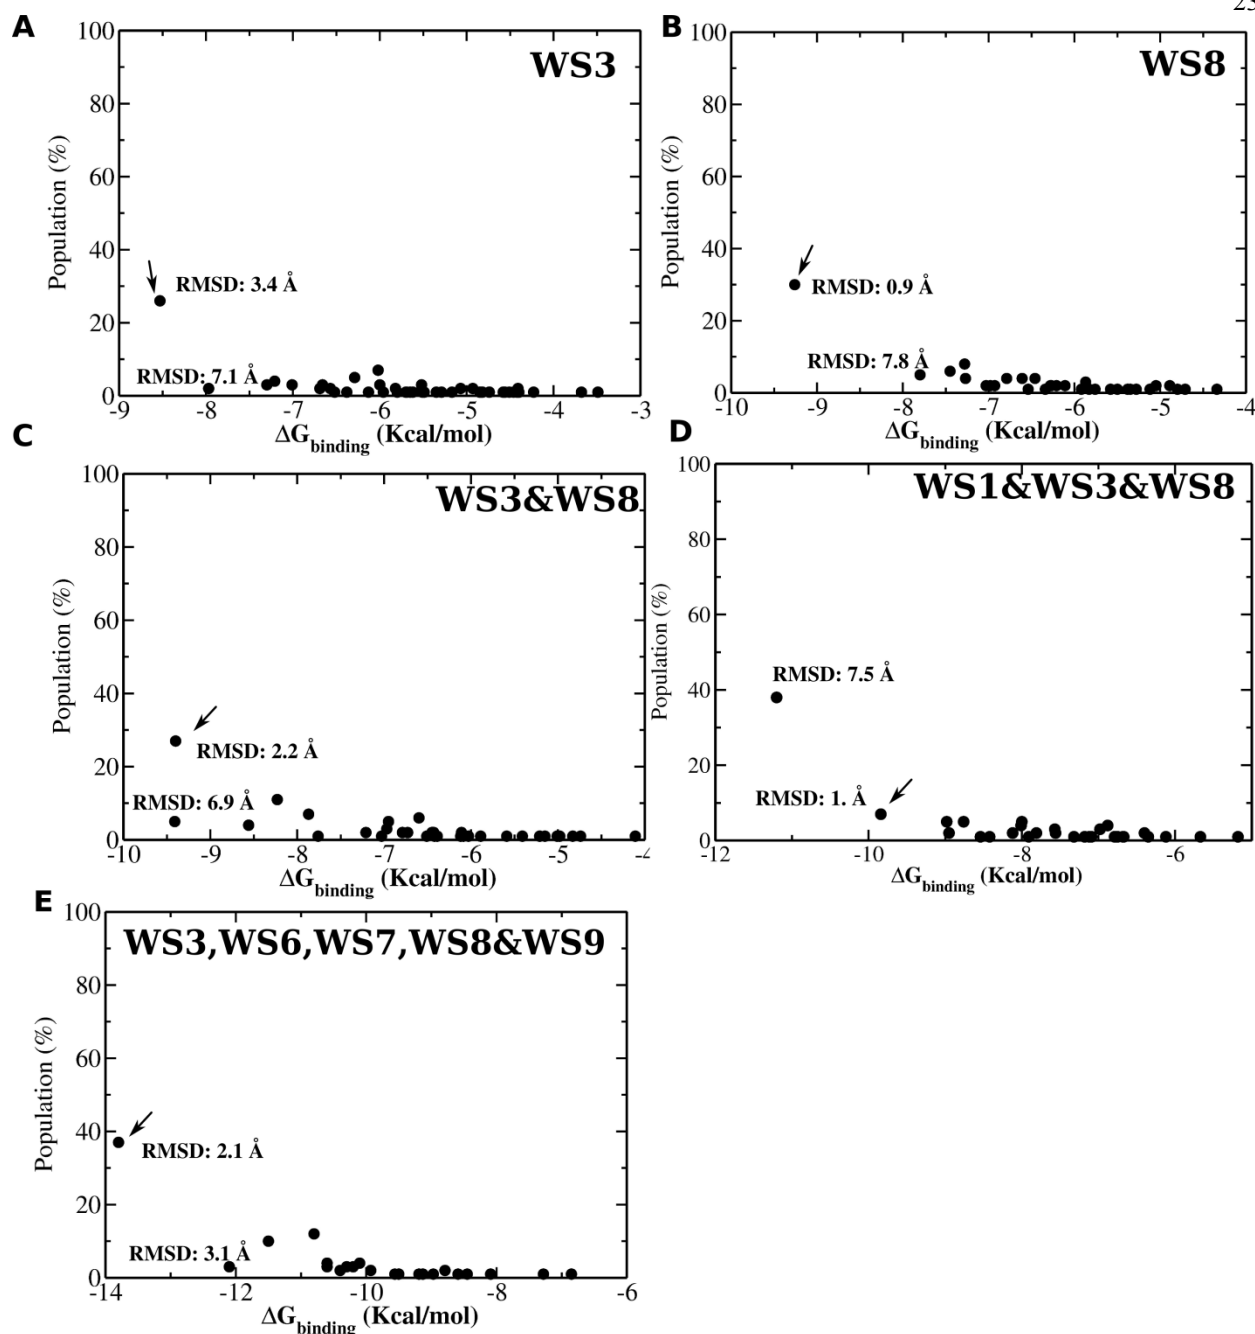 23
A
WS3
100
80
60
40
20
0
Population (%)
RMSD: 3.4 Å
RMSD: 7.1 Å
-9 -8 -7 -6 -5 -4 -3
ΔGbinding (Kcal/mol)
B
WS8
100
80
60
40
20
0
Population (%)
RMSD: 0.9 Å
RMSD: 7.8 Å
-10 -9 -8 -7 -6 -5 -4
ΔGbinding (Kcal/mol)
C
WS3&WS8
100
80
60
40
20
0
Population (%)
RMSD: 2.2 Å
RMSD: 6.9 Å
-10 -9 -8 -7 -6 -5 -4
ΔGbinding (Kcal/mol)
D
WS1&WS3&WS8
100
80
60
40
20
0
Population (%)
RMSD: 7.5 Å
RMSD: 1. Å
-12 -10 -8 -6
ΔGbinding (Kcal/mol)
E
WS3,WS6,WS7,WS8&WS9
100
80
60
40
20
0
Population (%)
RMSD: 2.1 Å
RMSD: 3.1 Å
-14 -12 -10 -8 -6
ΔGbinding (Kcal/mol)